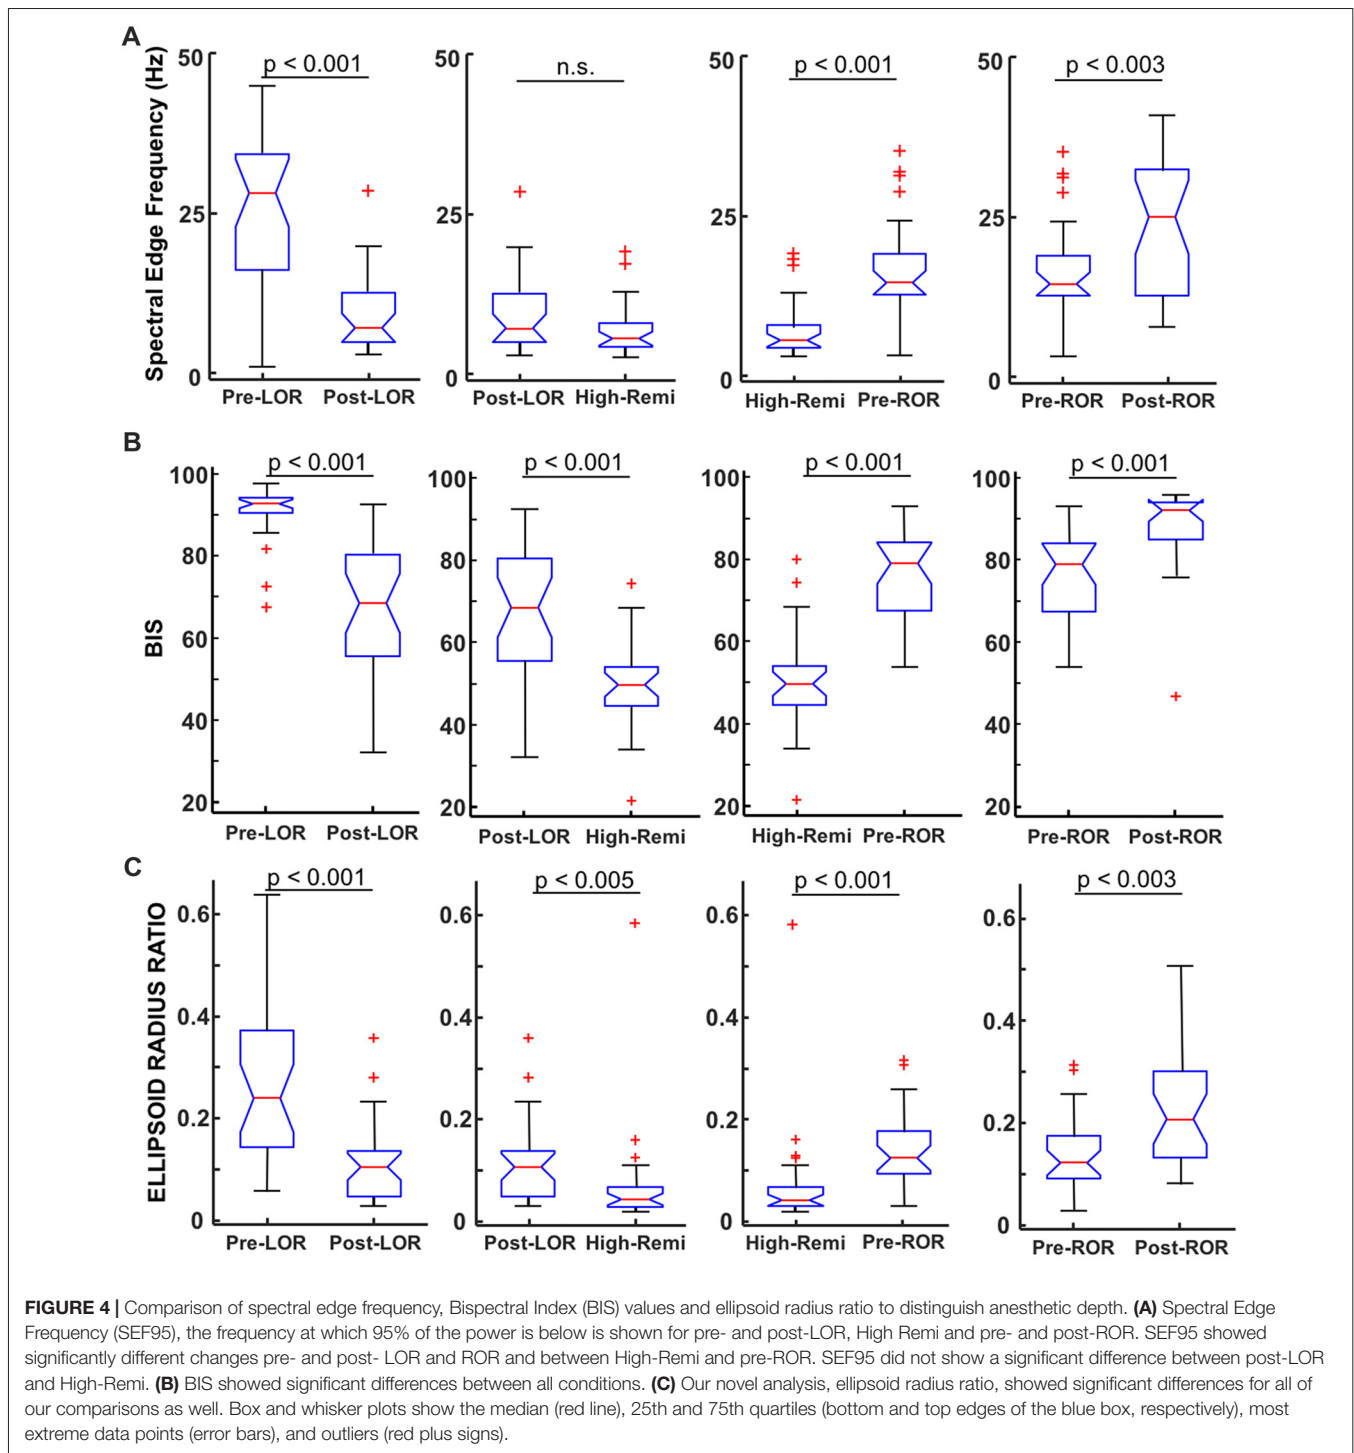 A
Spectral Edge Frequency (Hz)
50
25
0
p < 0.001
Pre-LOR Post-LOR
50
25
0
n.s.
Post-LOR High-Remi
50
25
0
p < 0.001
High-Remi Pre-ROR
50
25
0
p < 0.003
Pre-ROR Post-ROR
B
BIS
100
80
60
40
20
p < 0.001
Pre-LOR Post-LOR
100
80
60
40
20
p < 0.001
Post-LOR High-Remi
100
80
60
40
20
p < 0.001
High-Remi Pre-ROR
100
80
60
40
20
p < 0.001
Pre-ROR Post-ROR
C
ELLIPSOID RADIUS RATIO
0.6
0.4
0.2
0
p < 0.001
Pre-LOR Post-LOR
0.6
0.4
0.2
0
p < 0.005
Post-LOR High-Remi
0.6
0.4
0.2
0
p < 0.001
High-Remi Pre-ROR
0.6
0.4
0.2
0
p < 0.003
Pre-ROR Post-ROR
FIGURE 4 | Comparison of spectral edge frequency, Bispectral Index (BIS) values and ellipsoid radius ratio to distinguish anesthetic depth. (A) Spectral Edge
Frequency (SEF95), the frequency at which 95% of the power is below is shown for pre- and post-LOR, High Remi and pre- and post-ROR. SEF95 showed
significantly different changes pre- and post- LOR and ROR and between High-Remi and pre-ROR. SEF95 did not show a significant difference between post-LOR
and High-Remi. (B) BIS showed significant differences between all conditions. (C) Our novel analysis, ellipsoid radius ratio, showed significant differences for all of
our comparisons as well. Box and whisker plots show the median (red line), 25th and 75th quartiles (bottom and top edges of the blue box, respectively), most
extreme data points (error bars), and outliers (red plus signs).